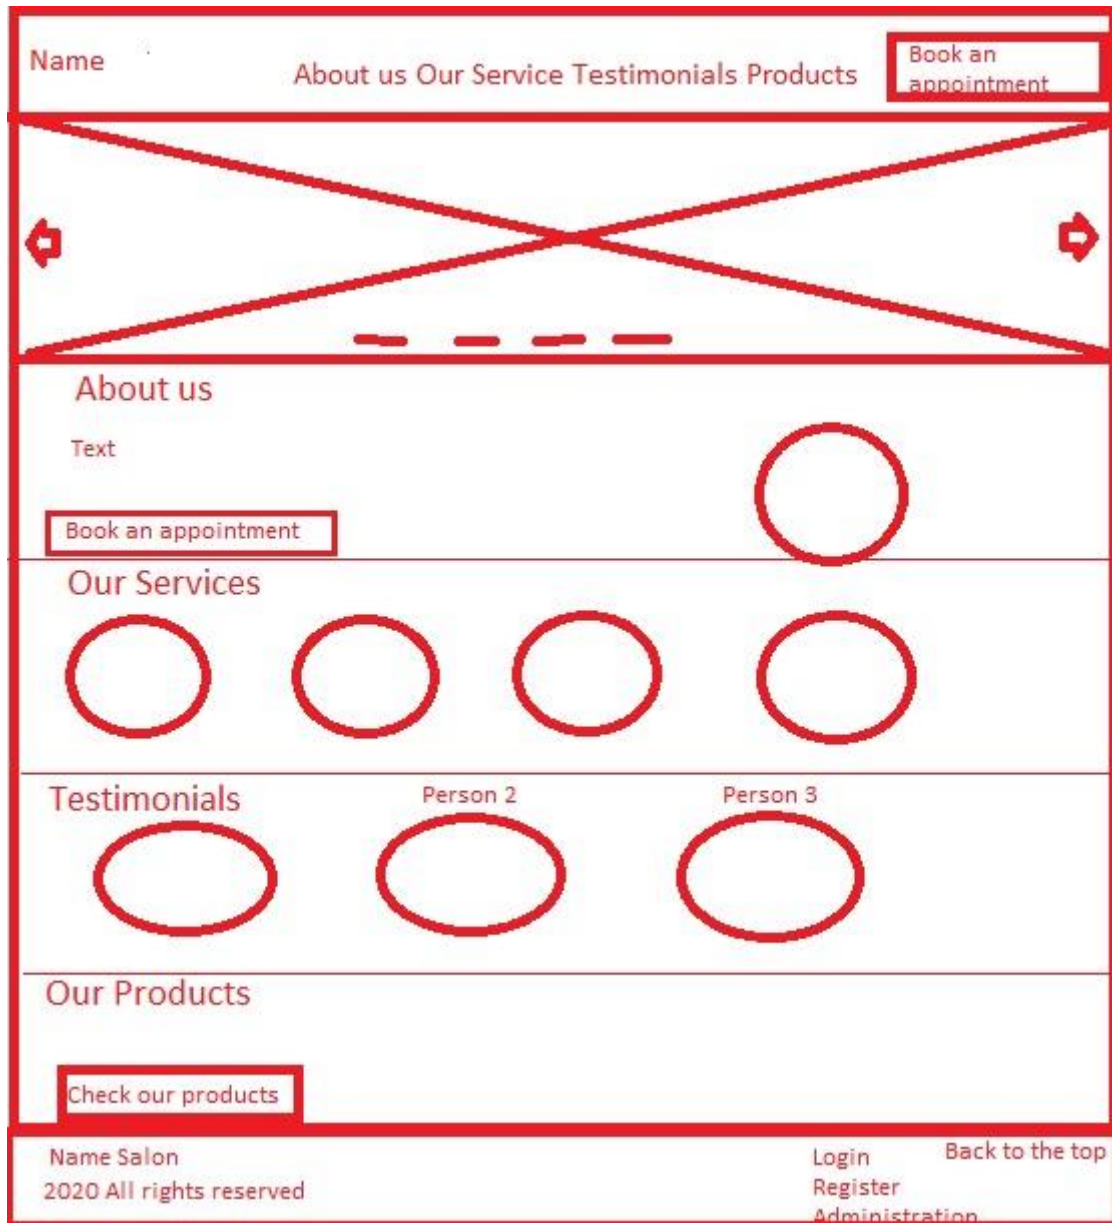 Name
About us Our Service Testimonials Products
Book an
appointment
About us
Text
Book an appointment
Our Services
Testimonials
Person 2
Person 3
Our Products
Check our products
Name Salon
2020 All rights reserved
Login
Register
Administration
Back to the top